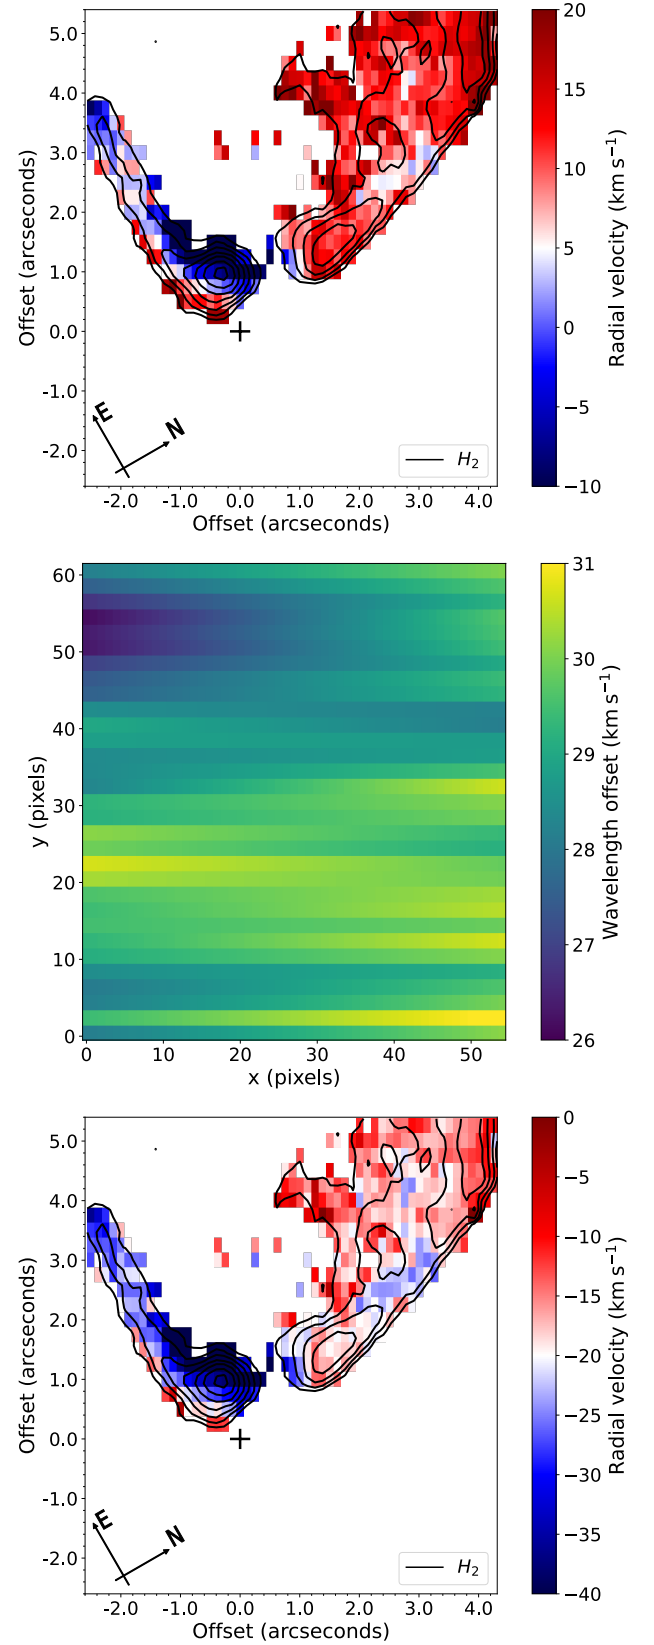 5.0
4.0
3.0
2.0
1.0
0.0
−1.0
−2.0
Offset (arcseconds)
E
N
H₂
-2.0 -1.0 0.0 1.0 2.0 3.0 4.0
Offset (arcseconds)
20
15
10
5
0
−5
−10
Radial velocity (km s⁻¹)
60
50
40
30
20
10
0
y (pixels)
0 10 20 30 40 50
x (pixels)
31
30
29
28
27
26
Wavelength offset (km s⁻¹)
5.0
4.0
3.0
2.0
1.0
0.0
−1.0
−2.0
Offset (arcseconds)
E
N
H₂
-2.0 -1.0 0.0 1.0 2.0 3.0 4.0
Offset (arcseconds)
0
−5
−10
−15
−20
−25
−30
−35
−40
Radial velocity (km s⁻¹)